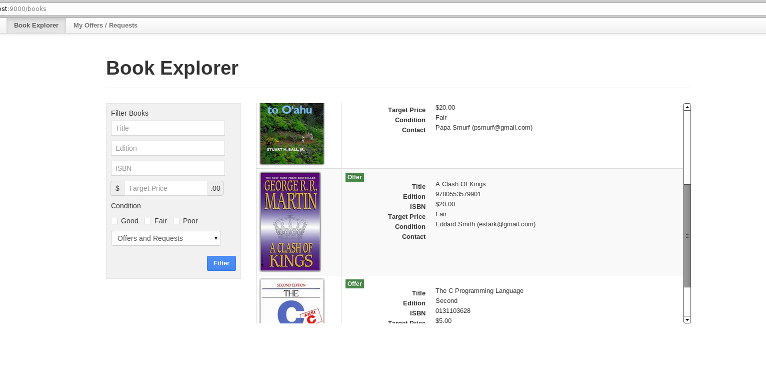 ost:9000/books
Book Explorer
My Offers / Requests
Book Explorer
Filter Books
Title
Edition
ISBN
$ Target Price .00
Condition
Good Fair Poor
Offers and Requests
Filter
to O'ahu
STUART M. BALL, JR.
Target Price $20.00
Condition Fair
Contact Papa Smurf (psmurf@gmail.com)
GEORGE R.R.
MARTIN
A CLASH OF
KINGS
Offer
Title A Clash Of Kings
Edition 9780553579901
ISBN $20.00
Target Price Fair
Condition Eddard Smith (estark@gmail.com)
Contact
SECOND EDITION
THE
C
Offer
Title The C Programming Language
Edition Second
ISBN 0131103628
Target Price $5.00